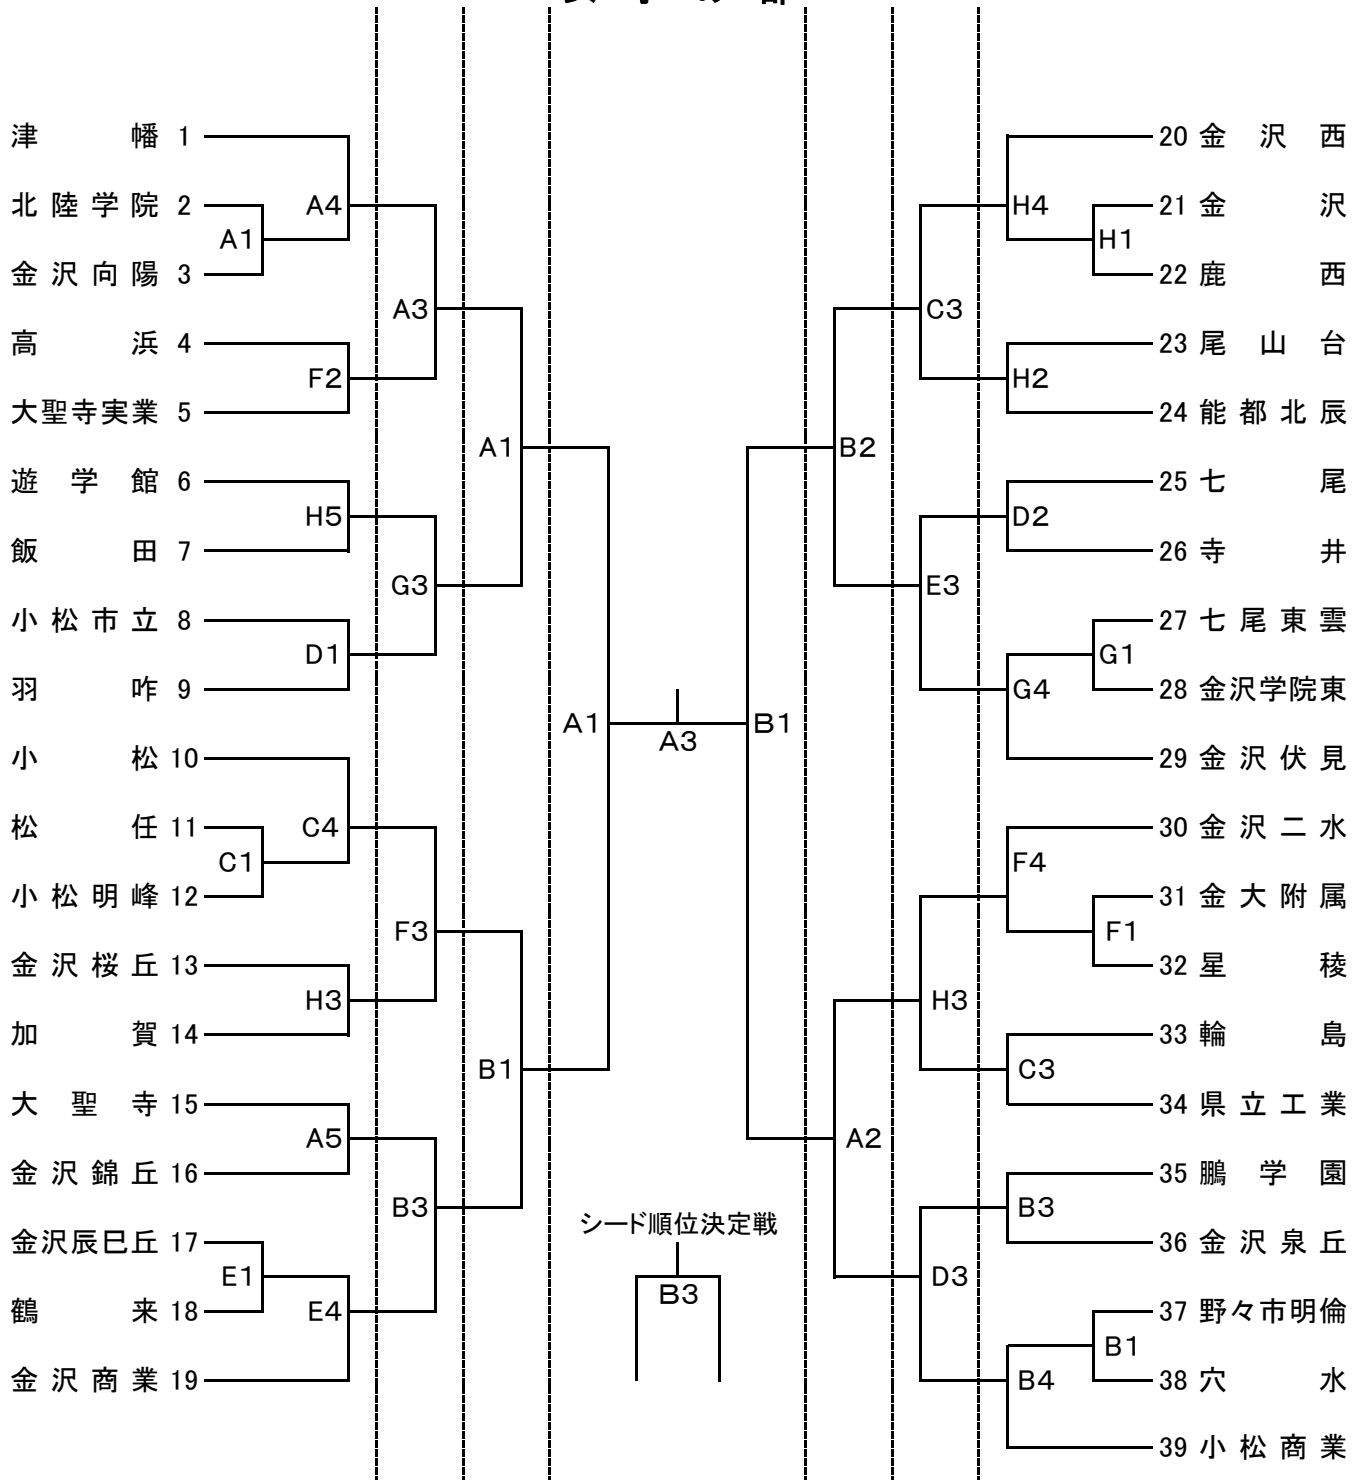 津幡 1
北陸学院 2
金沢向陽 3
高浜 4
大聖寺実業 5
遊学館 6
飯田 7
小松市立 8
羽咋 9
小松 10
松任 11
小松明峰 12
金沢桜丘 13
加賀 14
大聖寺 15
金沢錦丘 16
金沢辰巳丘 17
鶴来 18
金沢商業 19
A1
C1
E1
A4
F2
H5
D1
C4
H3
A5
E4
A3
G3
F3
B3
A1
B1
A1
A3
B1
シード順位決定戦
B3
B2
A2
C3
E3
H3
D3
H4
H2
D2
G4
F4
C3
B3
B4
H1
G1
F1
B1
20 金沢西
21 金沢
22 鹿西
23 尾山台
24 能都北辰
25 七尾
26 寺井
27 七尾東雲
28 金沢学院東
29 金沢伏見
30 金沢二水
31 金大附属
32 星稜
33 輪島
34 県立工業
35 鵬学園
36 金沢泉丘
37 野々市明倫
38 穴水
39 小松商業